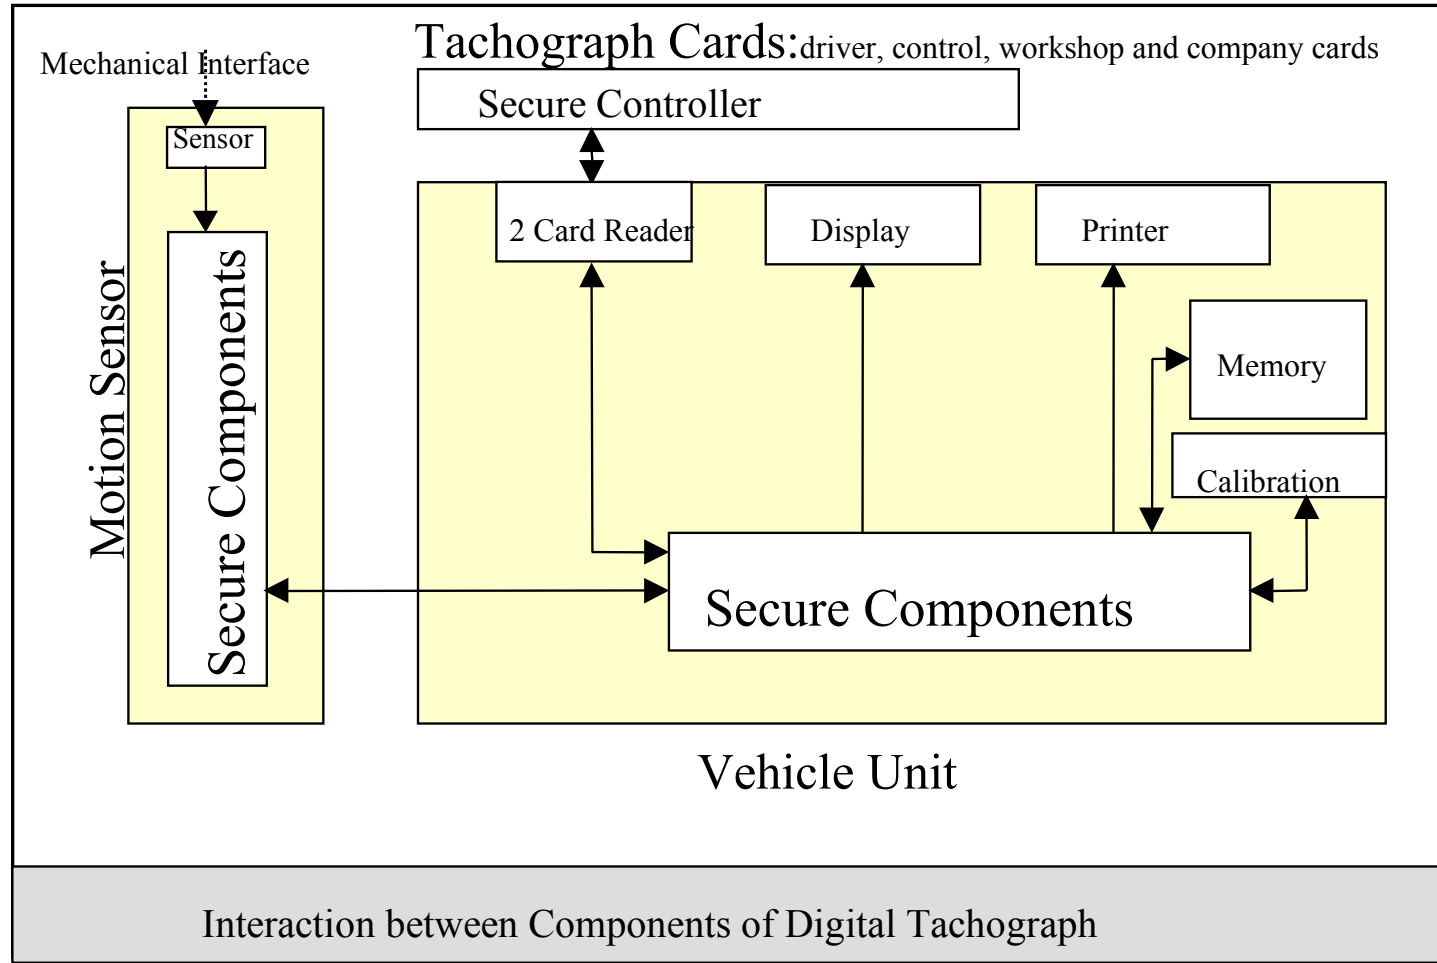 Tachograph Cards:driver, control, workshop and company cards
Mechanical Interface
Secure Controller
Sensor
2 Card Reader
Display
Printer
Memory
Calibration
Motion Sensor
Secure Components
Secure Components
Vehicle Unit
Interaction between Components of Digital Tachograph